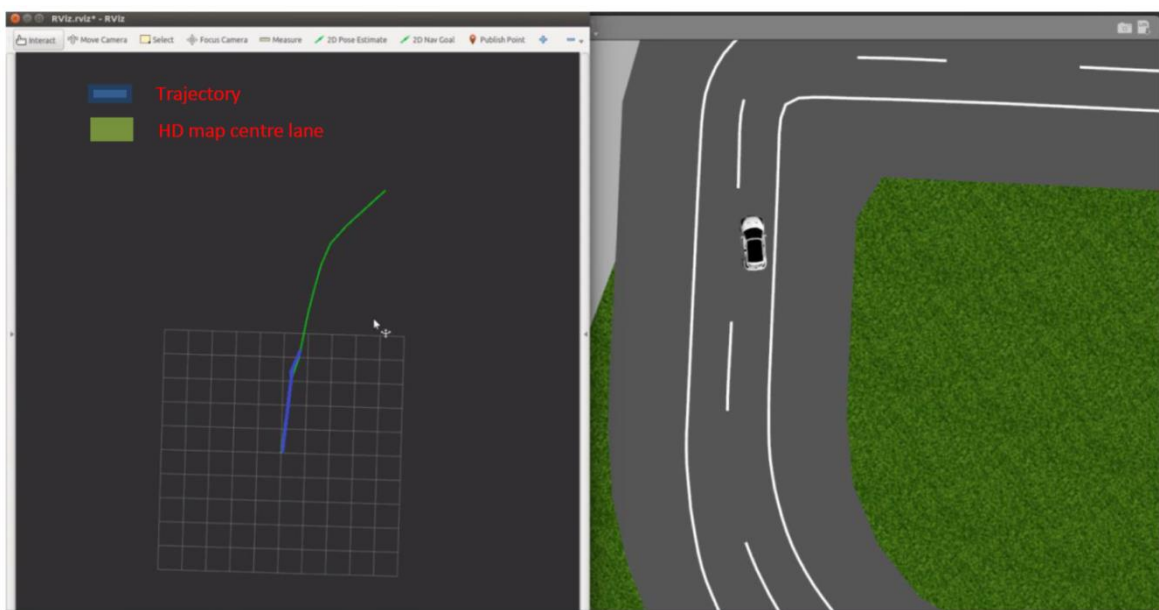 RViz.rviz* - RViz
Interact Move Camera Select Focus Camera Measure 2D Pose Estimate 2D Nav Goal Publish Point
Trajectory
HD map centre lane